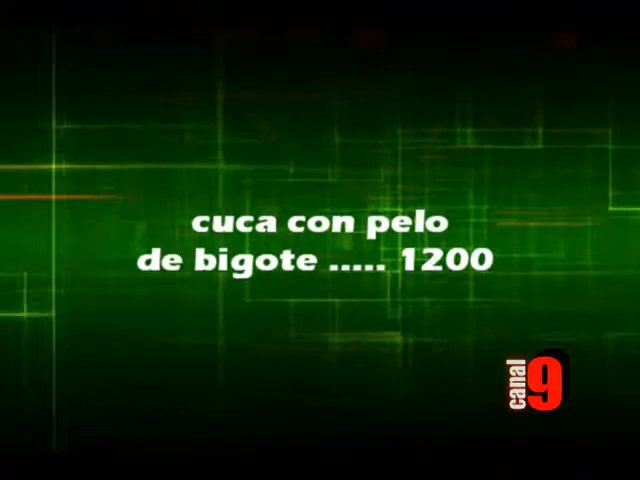 cuca con pelo
de bigote ..... 1200
canal 9